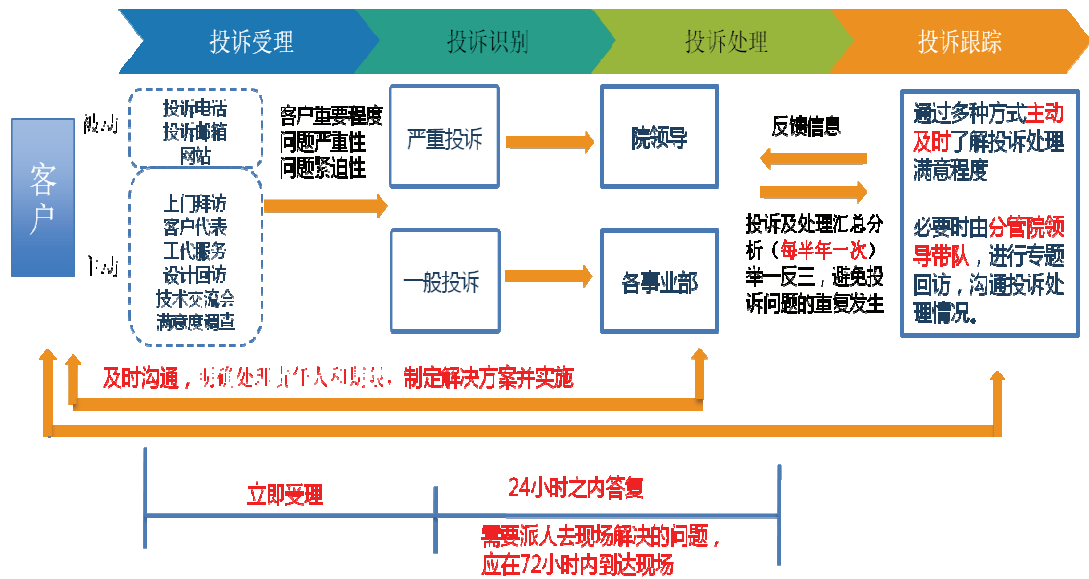 投诉受理
投诉识别
投诉处理
投诉跟踪
客户
被动
投诉电话
投诉邮箱
网站
主动
上门拜访
客户代表
工代服务
设计回访
技术交流会
满意度调查
客户重要程度
问题严重性
问题紧迫性
严重投诉
一般投诉
院领导
各事业部
反馈信息
投诉及处理汇总分
析（每半年一次）
举一反三，避免投
诉问题的重复发生
通过多种方式主动
及时了解投诉处理
满意程度
必要时由分管院领
导带队，进行专题
回访，沟通投诉处
理情况。
及时沟通，明确处理责任人和期限，制定解决方案并实施
立即受理
24小时之内答复
需要派人去现场解决的问题，
应在72小时内到达现场